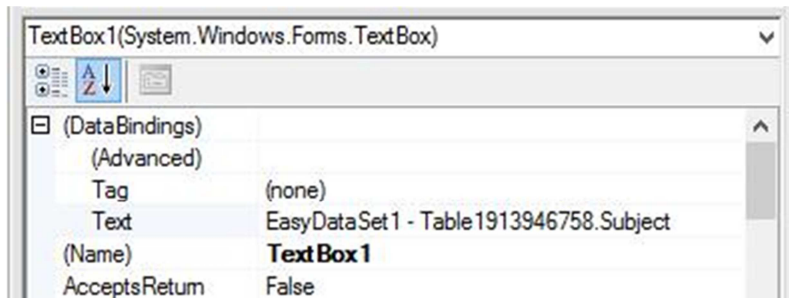 TextBox1(System.Windows.Forms.TextBox)
A Z
(DataBindings)
(Advanced)
Tag (none)
Text EasyDataSet1 - Table1913946758.Subject
(Name) TextBox1
AcceptsReturn False